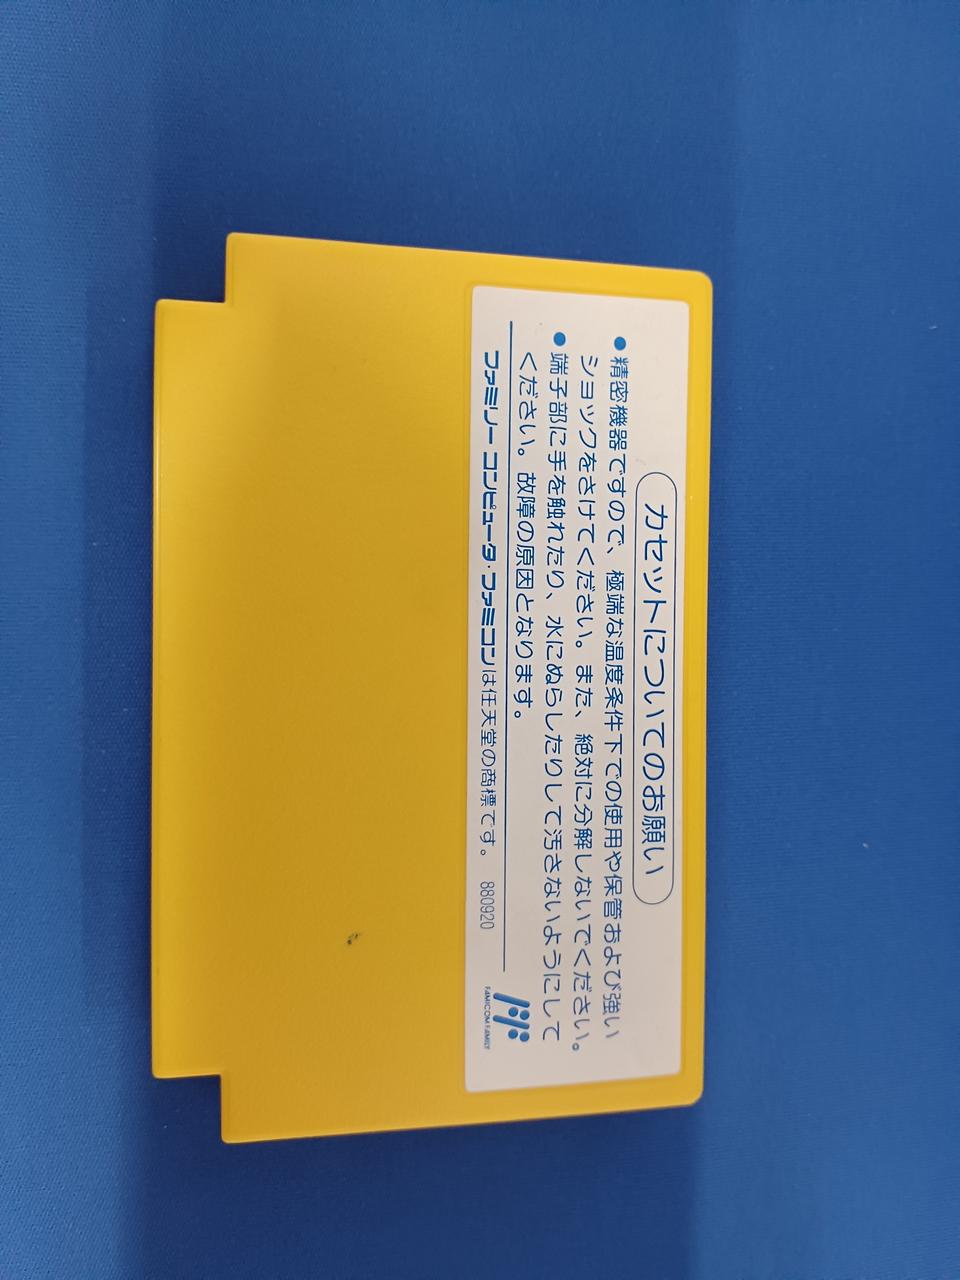 カセットについてのお願い
●精密機器ですので、極端な温度条件下での使用や保管および強い
ショックをさけてください。また、絶対に分解しないでください。
●端子部に手を触れたり、水にぬらしたりして汚さないようにして
ください。故障の原因となります。
ファミリー コンピュータ・ファミコンは任天堂の商標です。 880920
FAMICOM FAMILY